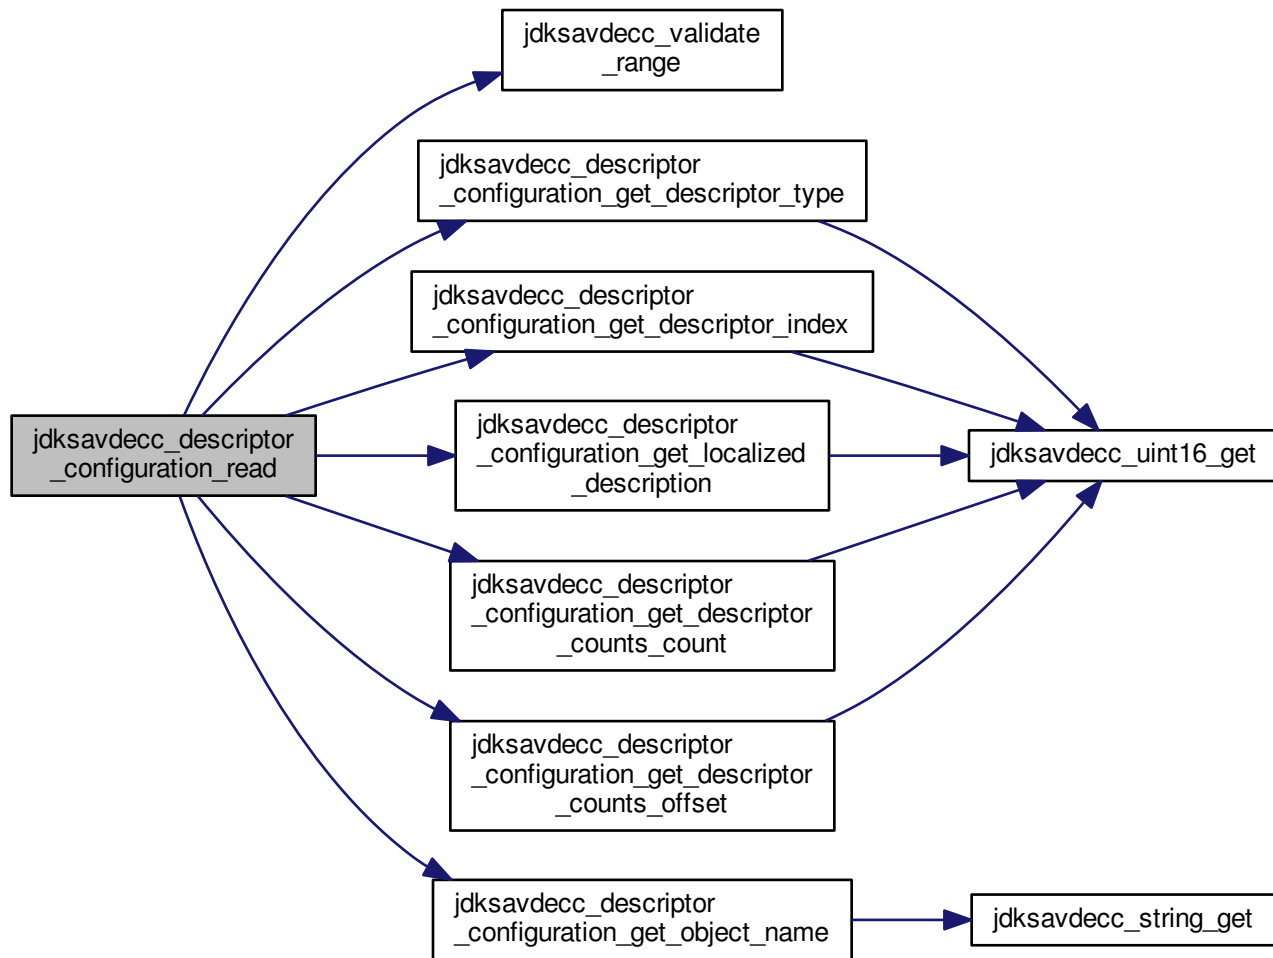 jdksavdecc_validate
_range
jdksavdecc_descriptor
_configuration_get_descriptor_type
jdksavdecc_descriptor
_configuration_get_descriptor_index
jdksavdecc_descriptor
_configuration_read
jdksavdecc_descriptor
_configuration_get_localized
_description
jdksavdecc_uint16_get
jdksavdecc_descriptor
_configuration_get_descriptor
_counts_count
jdksavdecc_descriptor
_configuration_get_descriptor
_counts_offset
jdksavdecc_descriptor
_configuration_get_object_name
jdksavdecc_string_get